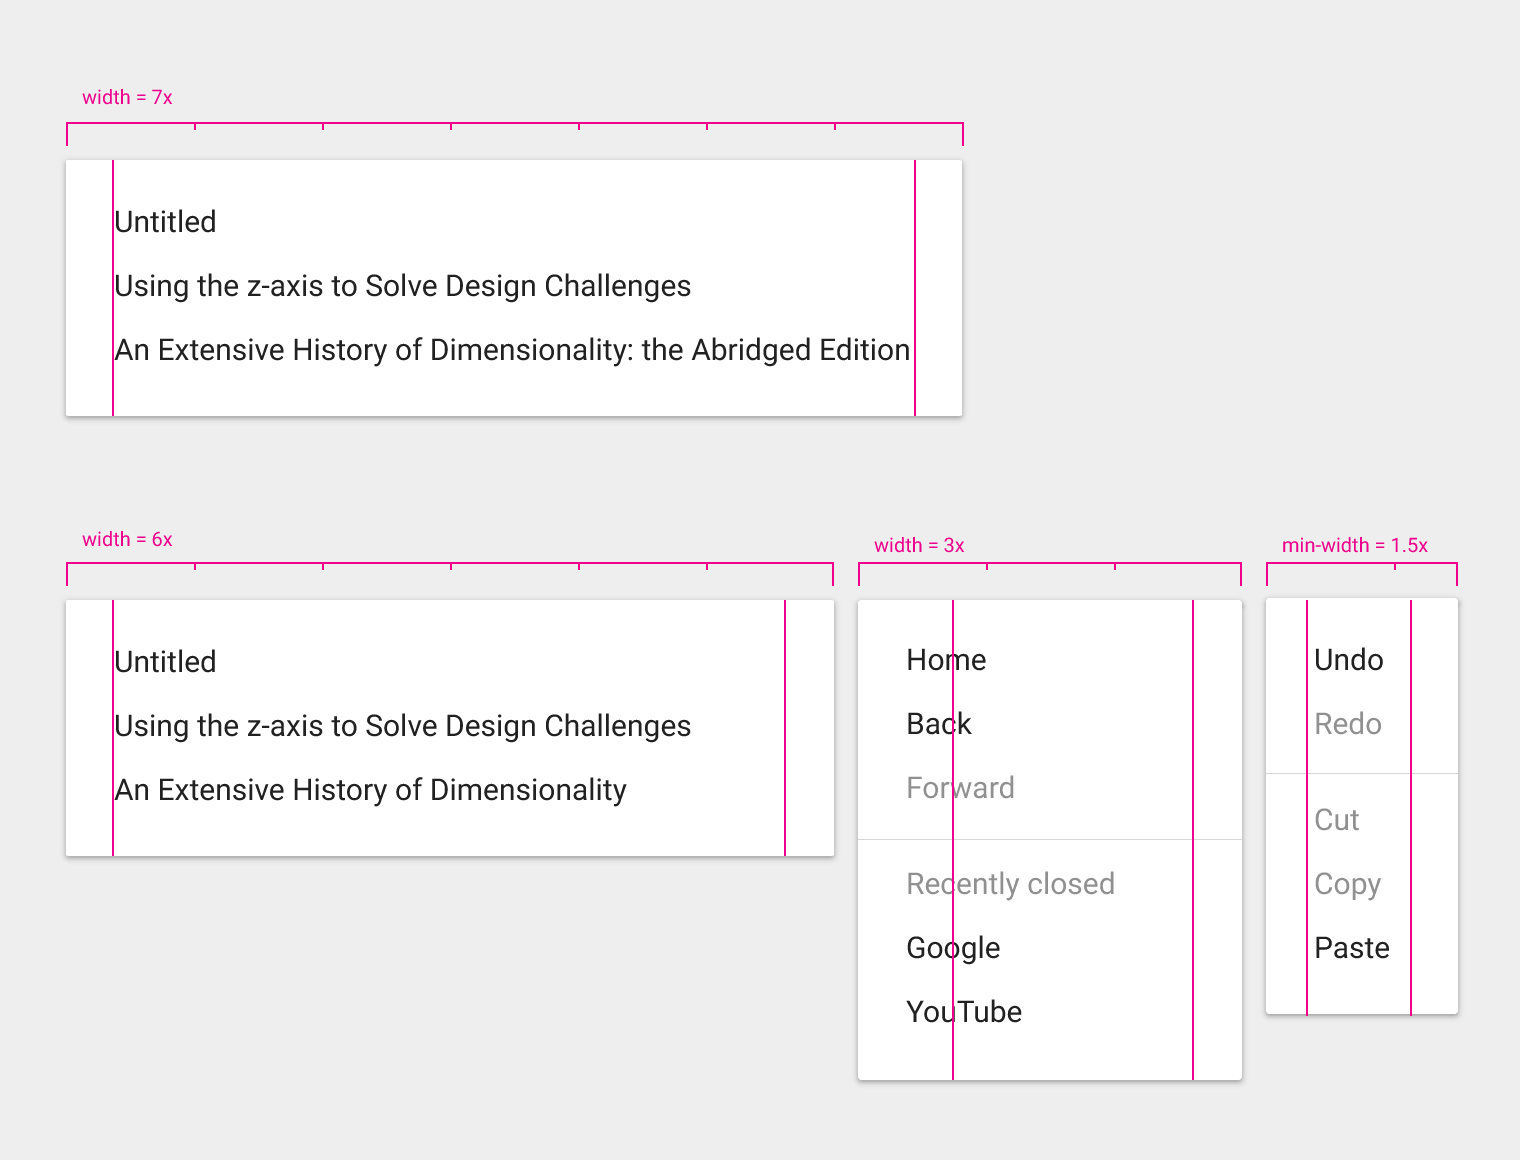 width = 7x
Untitled
Using the z-axis to Solve Design Challenges
An Extensive History of Dimensionality: the Abridged Edition
width = 6x
Untitled
Using the z-axis to Solve Design Challenges
An Extensive History of Dimensionality
width = 3x
Home
Back
Forward
Recently closed
Google
YouTube
min-width = 1.5x
Undo
Redo
Cut
Copy
Paste